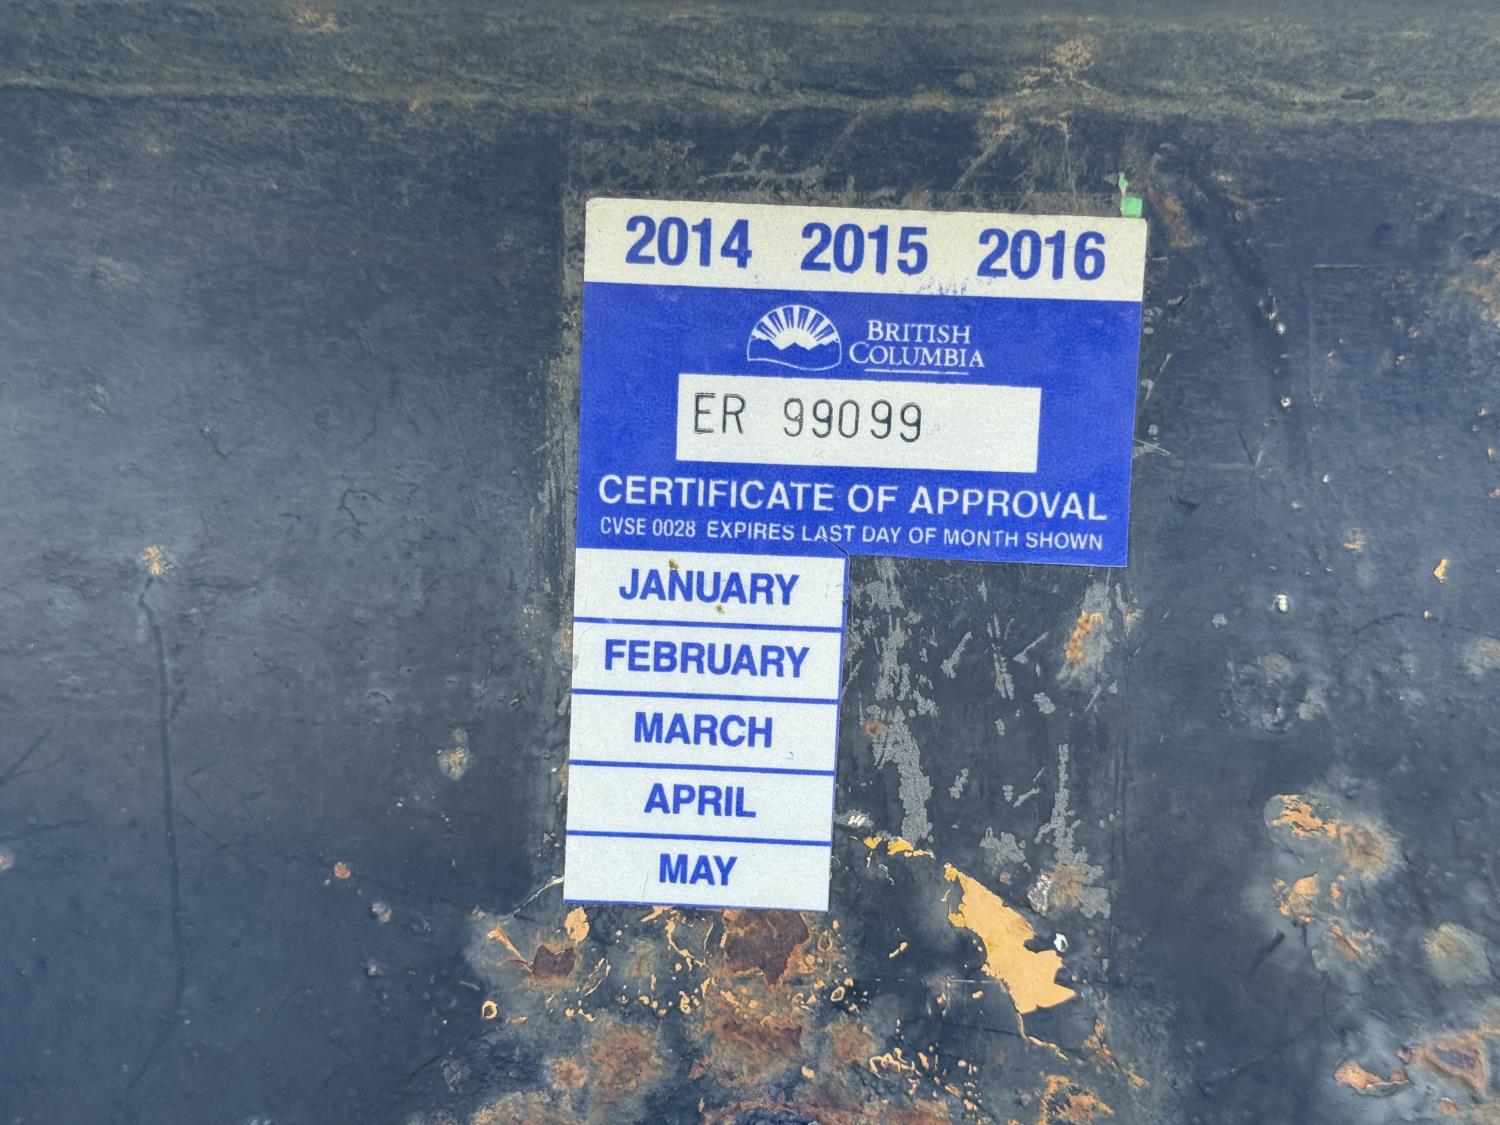 2014 2015 2016
BRITISH
COLUMBIA
ER 99099
CERTIFICATE OF APPROVAL
CVSE 0028 EXPIRES LAST DAY OF MONTH SHOWN
JANUARY
FEBRUARY
MARCH
APRIL
MAY